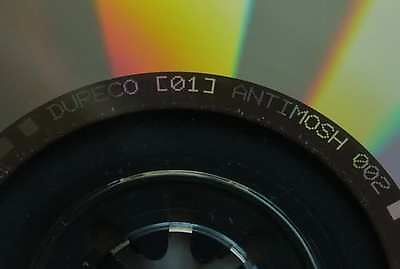 DURECO [01] ANTIMOSH 002